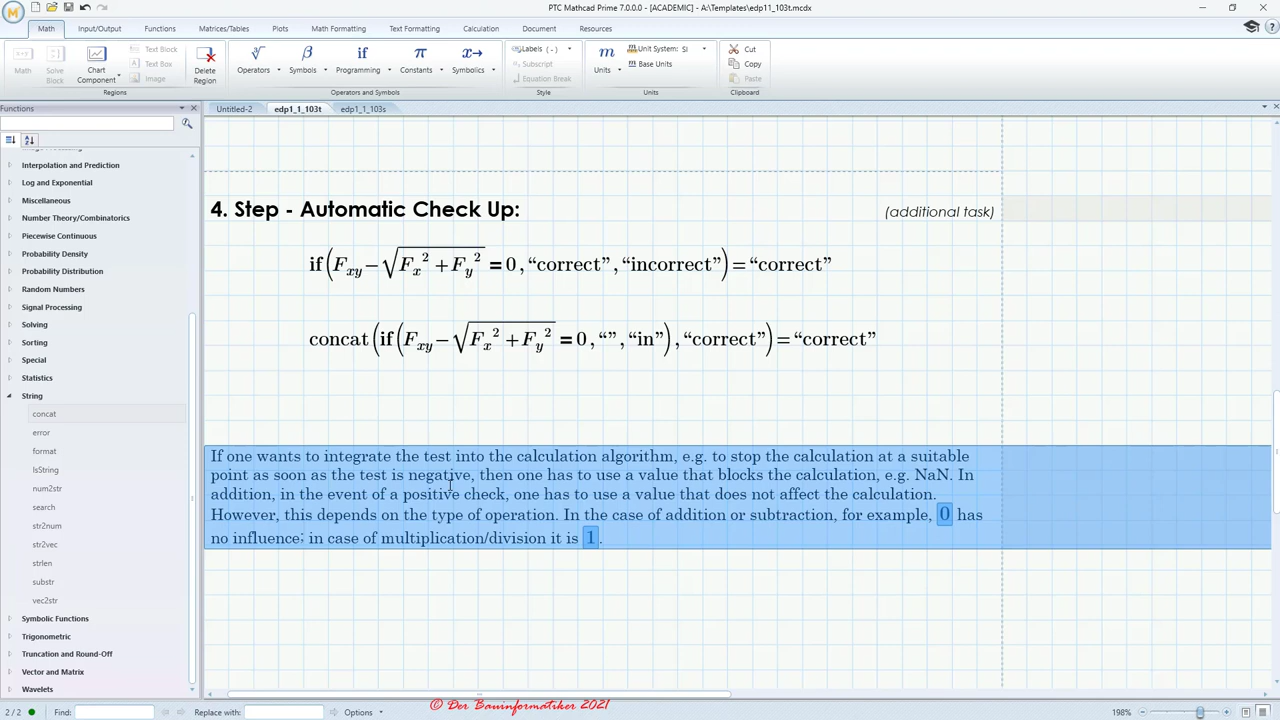 PTC Mathcad Prime 7.0.0.0 - [ACADEMIC] - A:\Templates\edp11_103t.mcdx
Math Input/Output Functions Matrices/Tables Plots Math Formatting Text Formatting Calculation Document Resources
Math
Solve Block
Chart Component
Text Block
Text Box
Image
Delete Region
Operators
Symbols
Programming
Constants
Symbolics
Labels ( – )
Subscript
Equation Break
Units
Unit System: SI
Base Units
Cut
Copy
Paste
Regions Operators and Symbols Style Units Clipboard
Functions
Untitled-2 edp1_1_103t edp1_1_103s
Interpolation and Prediction
Log and Exponential
Miscellaneous
Number Theory/Combinatorics
Piecewise Continuous
Probability Density
Probability Distribution
Random Numbers
Signal Processing
Solving
Sorting
Special
Statistics
String
concat
error
format
IsString
num2str
search
str2num
str2vec
strlen
substr
vec2str
Symbolic Functions
Trigonometric
Truncation and Round-Off
Vector and Matrix
Wavelets
4. Step - Automatic Check Up: (additional task)
if(Fxy−√Fx²+Fy² = 0, “correct”, “incorrect”) = “correct”
concat(if(Fxy−√Fx²+Fy² = 0, “”, “in”), “correct”) = “correct”
If one wants to integrate the test into the calculation algorithm, e.g. to stop the calculation at a suitable
point as soon as the test is negative, then one has to use a value that blocks the calculation, e.g. NaN. In
addition, in the event of a positive check, one has to use a value that does not affect the calculation.
However, this depends on the type of operation. In the case of addition or subtraction, for example, 0 has
no influence; in case of multiplication/division it is 1.
© Der Bauinformatiker 2021
2 / 2 Find: Replace with: Options 198%